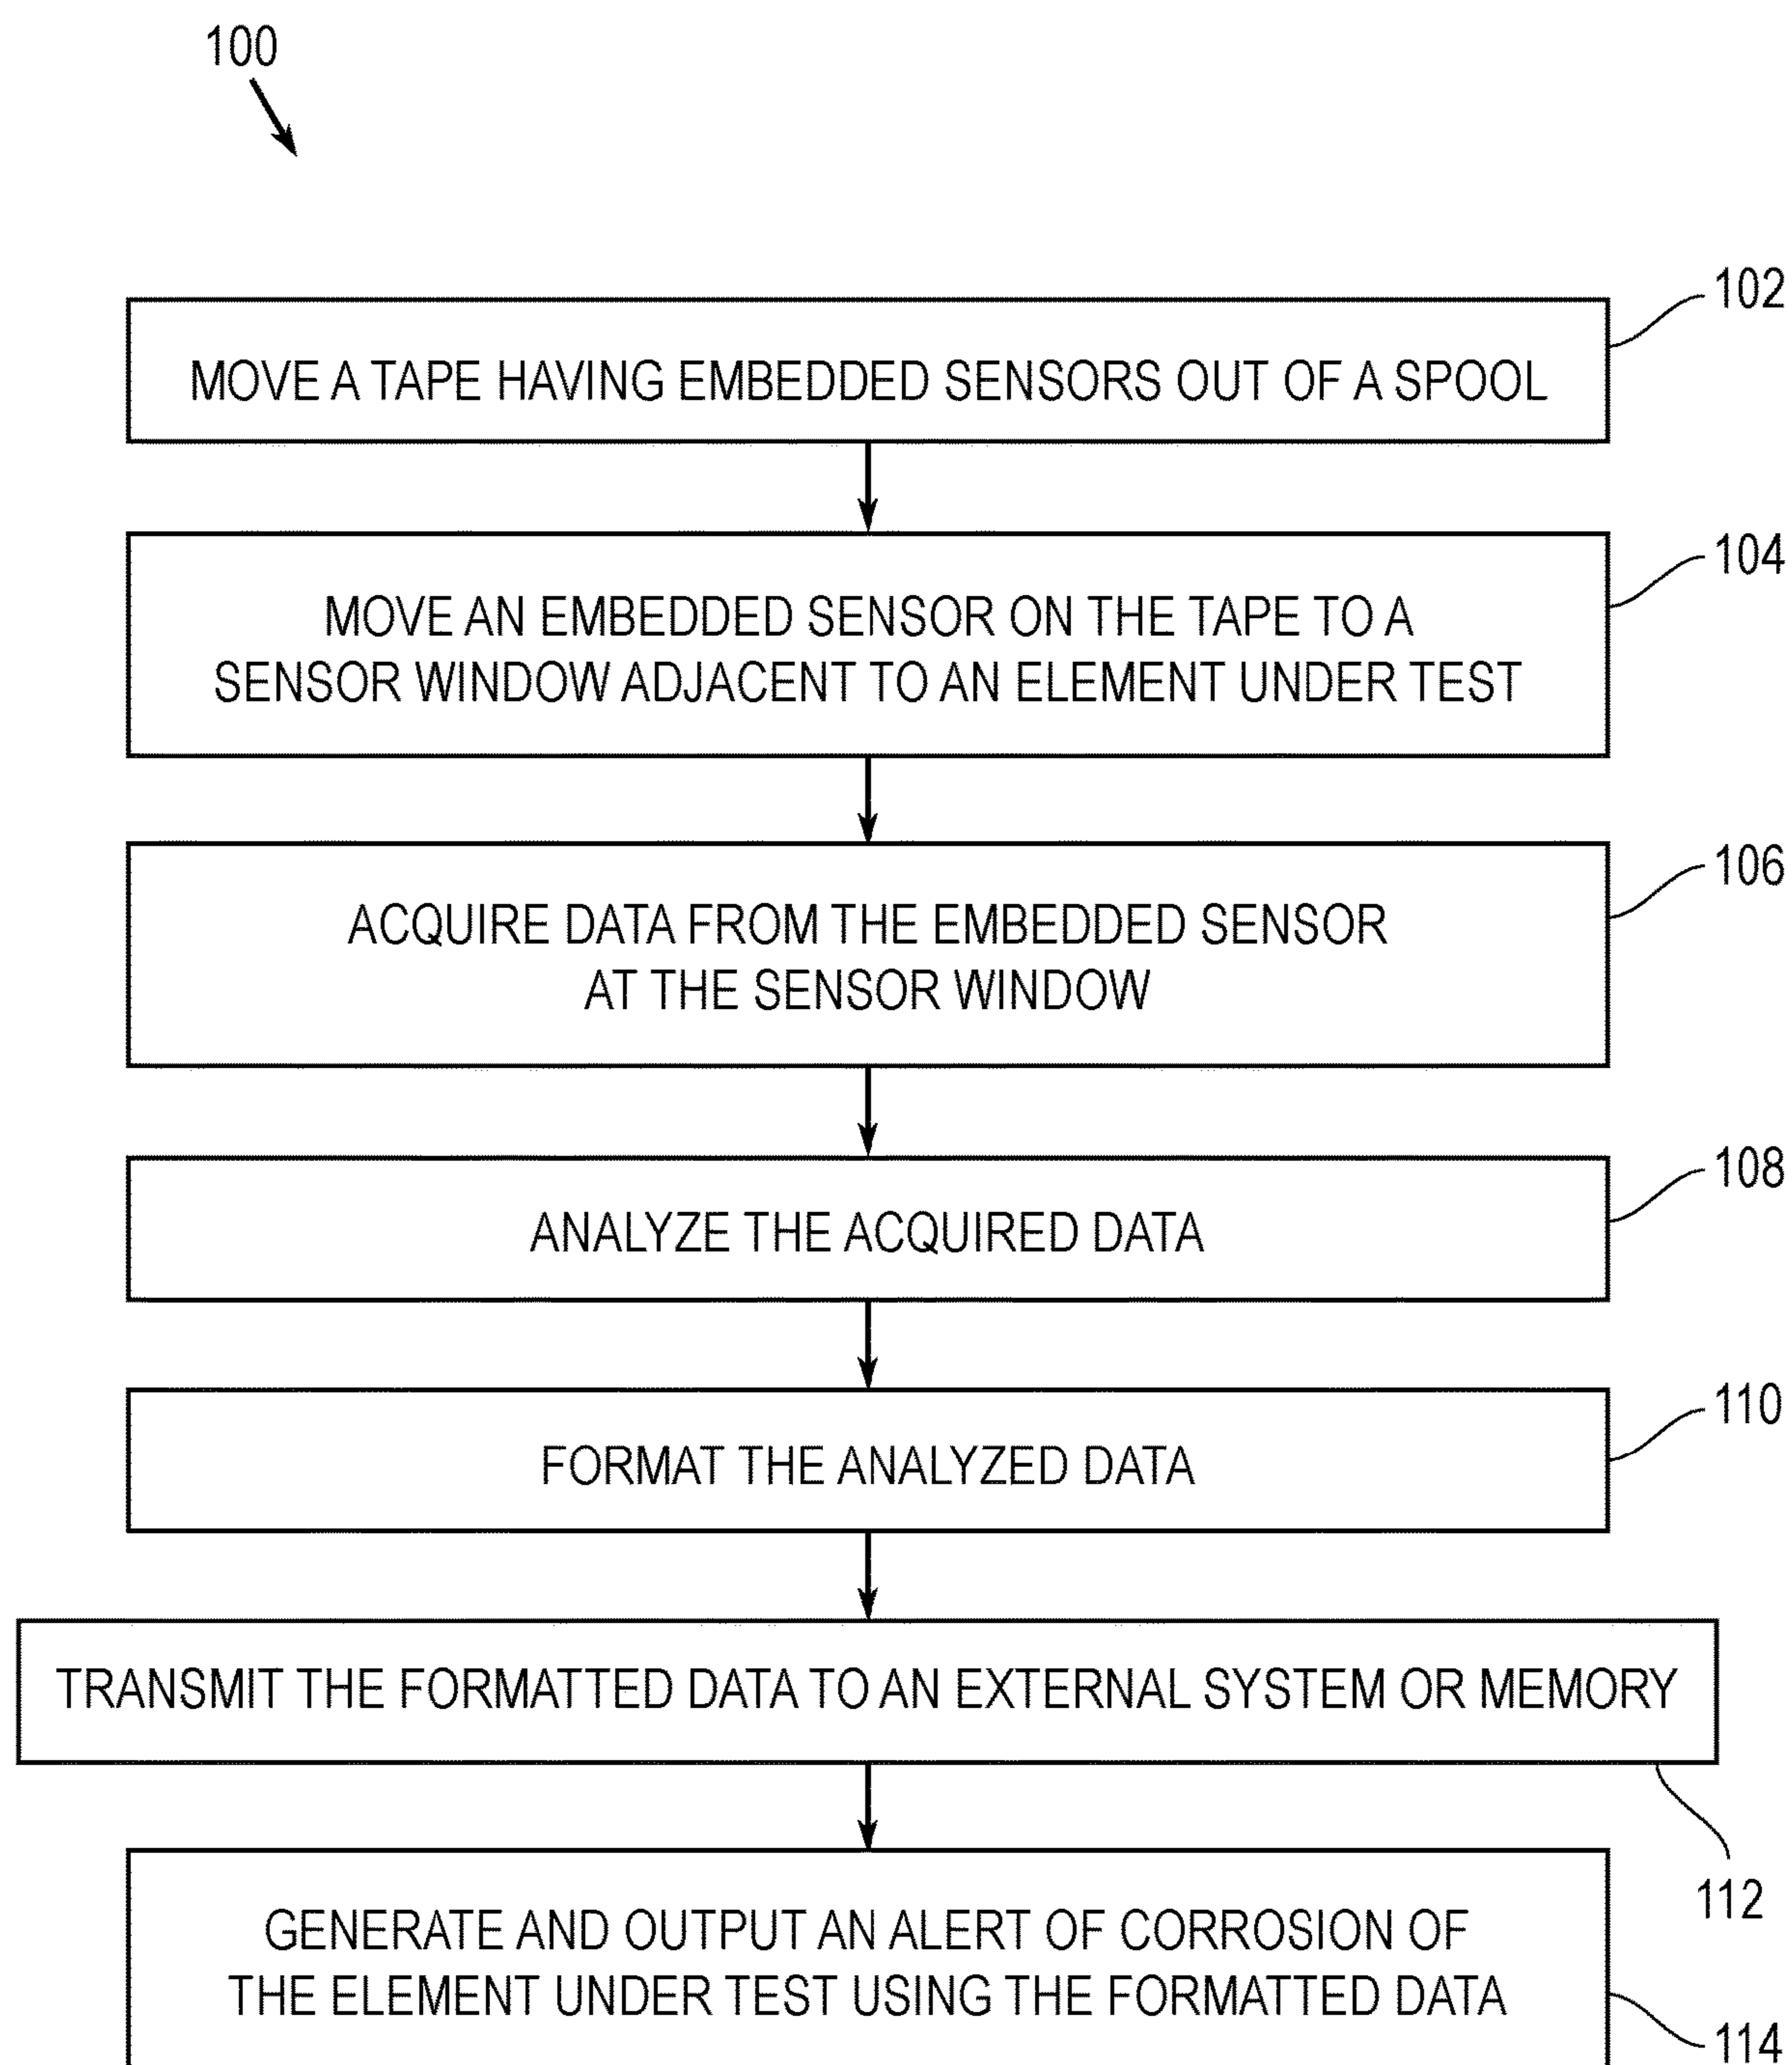 100
102
MOVE A TAPE HAVING EMBEDDED SENSORS OUT OF A SPOOL
104
MOVE AN EMBEDDED SENSOR ON THE TAPE TO A
SENSOR WINDOW ADJACENT TO AN ELEMENT UNDER TEST
106
ACQUIRE DATA FROM THE EMBEDDED SENSOR
AT THE SENSOR WINDOW
108
ANALYZE THE ACQUIRED DATA
110
FORMAT THE ANALYZED DATA
TRANSMIT THE FORMATTED DATA TO AN EXTERNAL SYSTEM OR MEMORY
112
GENERATE AND OUTPUT AN ALERT OF CORROSION OF
THE ELEMENT UNDER TEST USING THE FORMATTED DATA
114